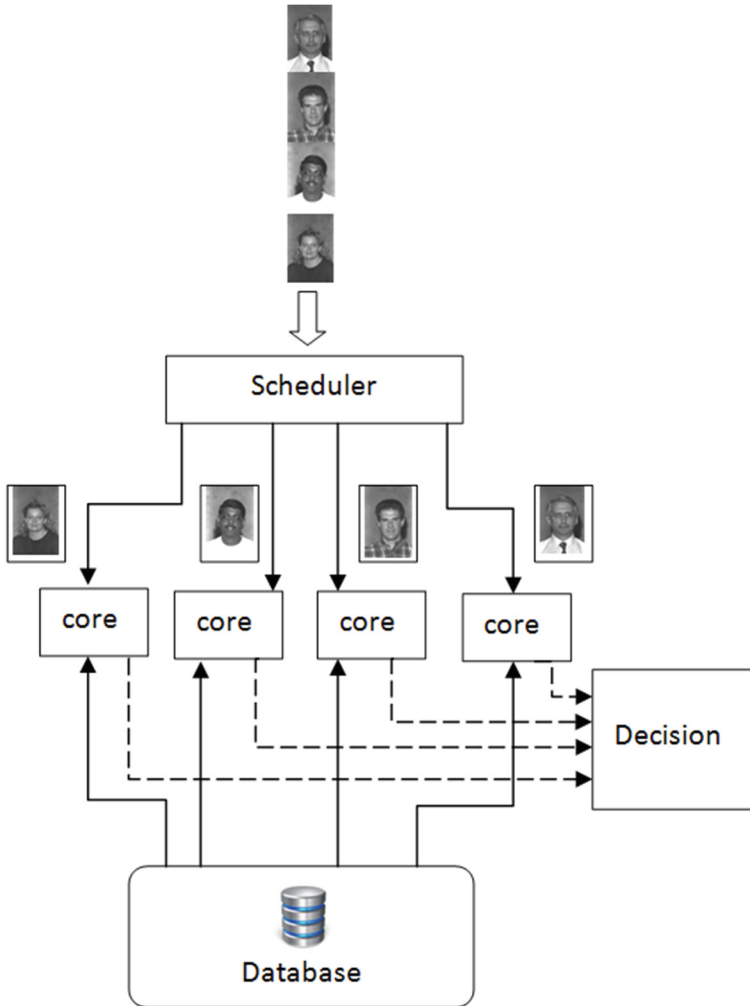 Scheduler
core
core
core
core
Decision
Database